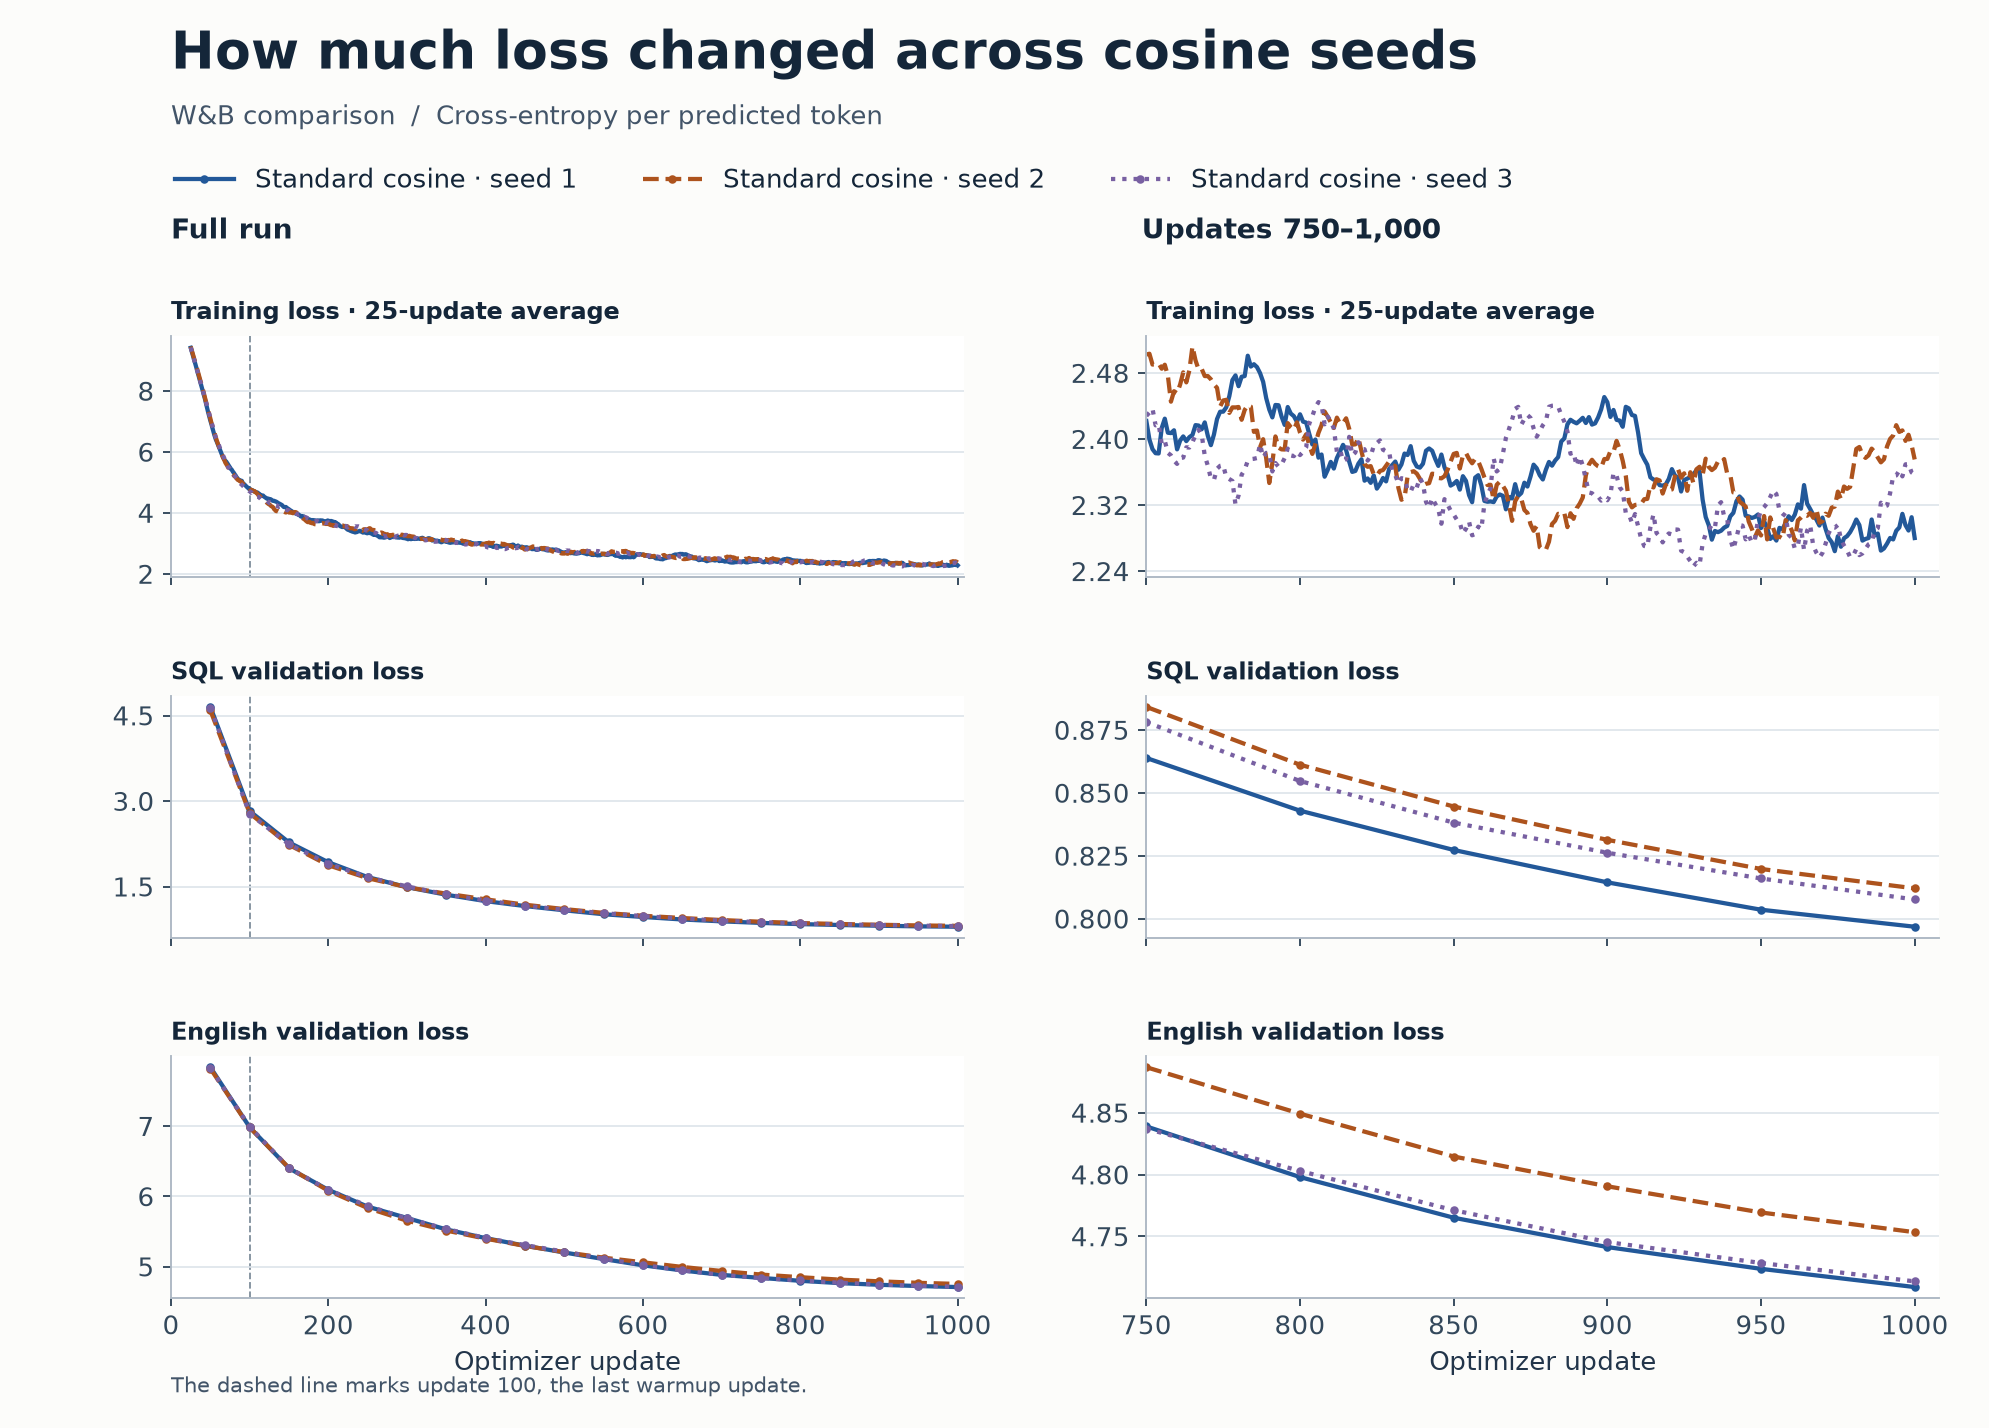 How much loss changed across cosine seeds
W&B comparison / Cross-entropy per predicted token
Standard cosine · seed 1
Standard cosine · seed 2
Standard cosine · seed 3
Full run
Updates 750–1,000
Training loss · 25-update average
8
6
4
2
Training loss · 25-update average
2.48
2.40
2.32
2.24
SQL validation loss
4.5
3.0
1.5
SQL validation loss
0.875
0.850
0.825
0.800
English validation loss
7
6
5
0 200 400 600 800 1000
Optimizer update
English validation loss
4.85
4.80
4.75
750 800 850 900 950 1000
Optimizer update
The dashed line marks update 100, the last warmup update.